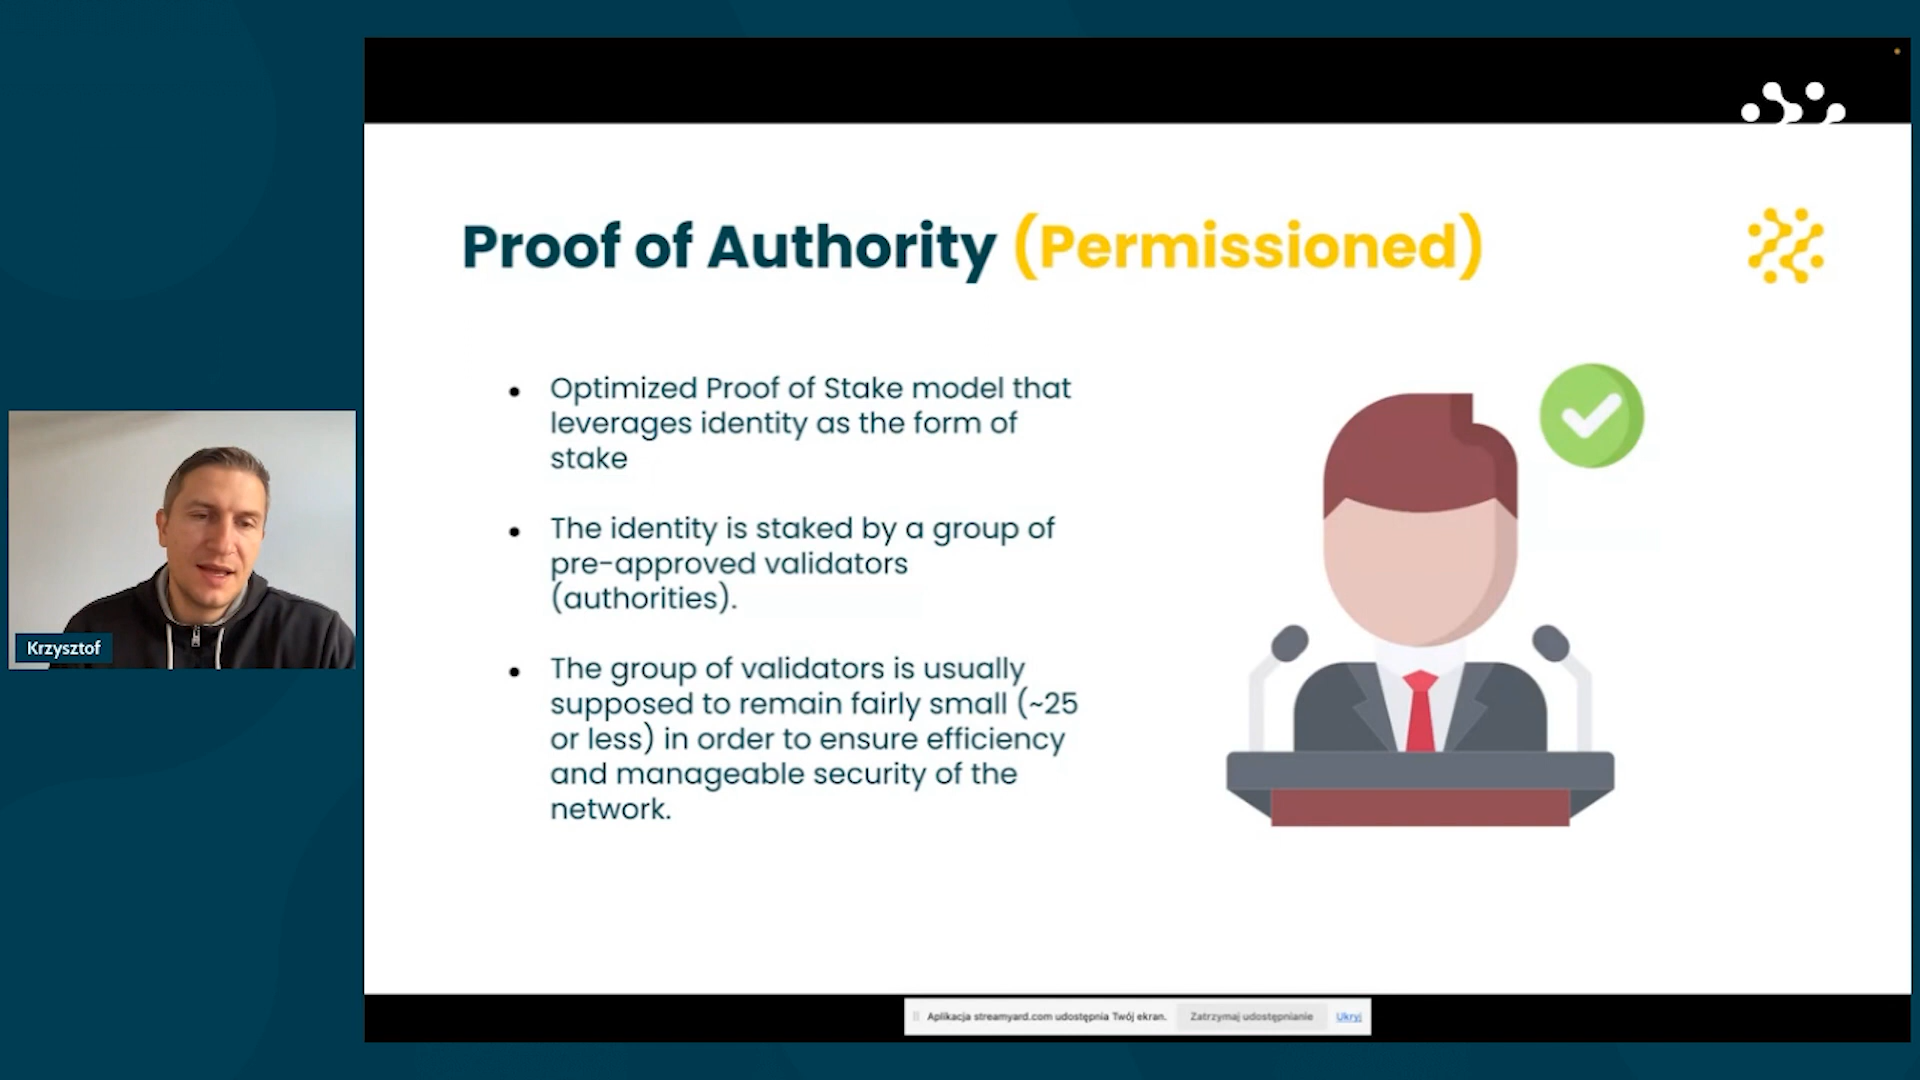 Proof of Authority (Permissioned)
Optimized Proof of Stake model that
leverages identity as the form of
stake
The identity is staked by a group of
pre-approved validators
(authorities).
The group of validators is usually
supposed to remain fairly small (~25
or less) in order to ensure efficiency
and manageable security of the
network.
Krzysztof
Aplikacja streamyard.com udostępnia Twój ekran. Zatrzymaj udostępnianie Ukryj